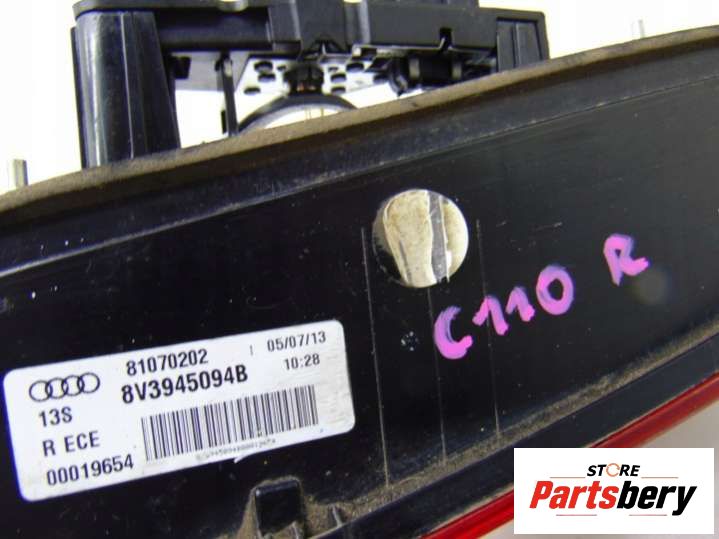 81070202 05/07/13
8V3945094B 10:28
13S
R ECE
00019654
C110 R
STORE
Partsbery